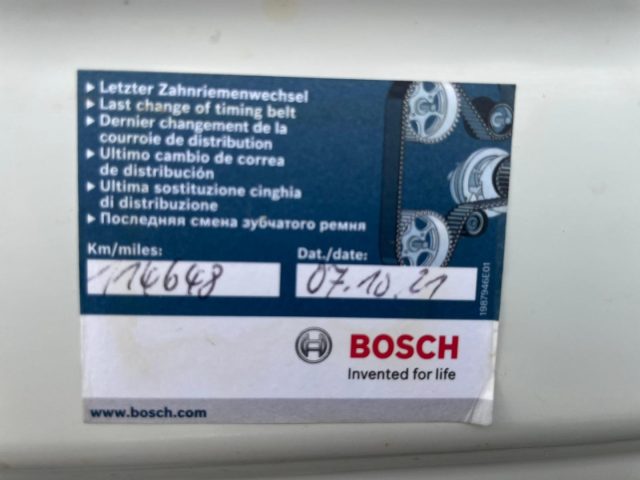 ▸ Letzter Zahnriemenwechsel
▸ Last change of timing belt
▸ Dernier changement de la
courroie de distribution
▸ Ultimo cambio de correa
de distribución
▸ Ultima sostituzione cinghia
di distribuzione
▸ Последняя смена зубчатого ремня
Km/miles:
114648
Dat./date:
07.10.21
1987946E01
BOSCH
Invented for life
www.bosch.com